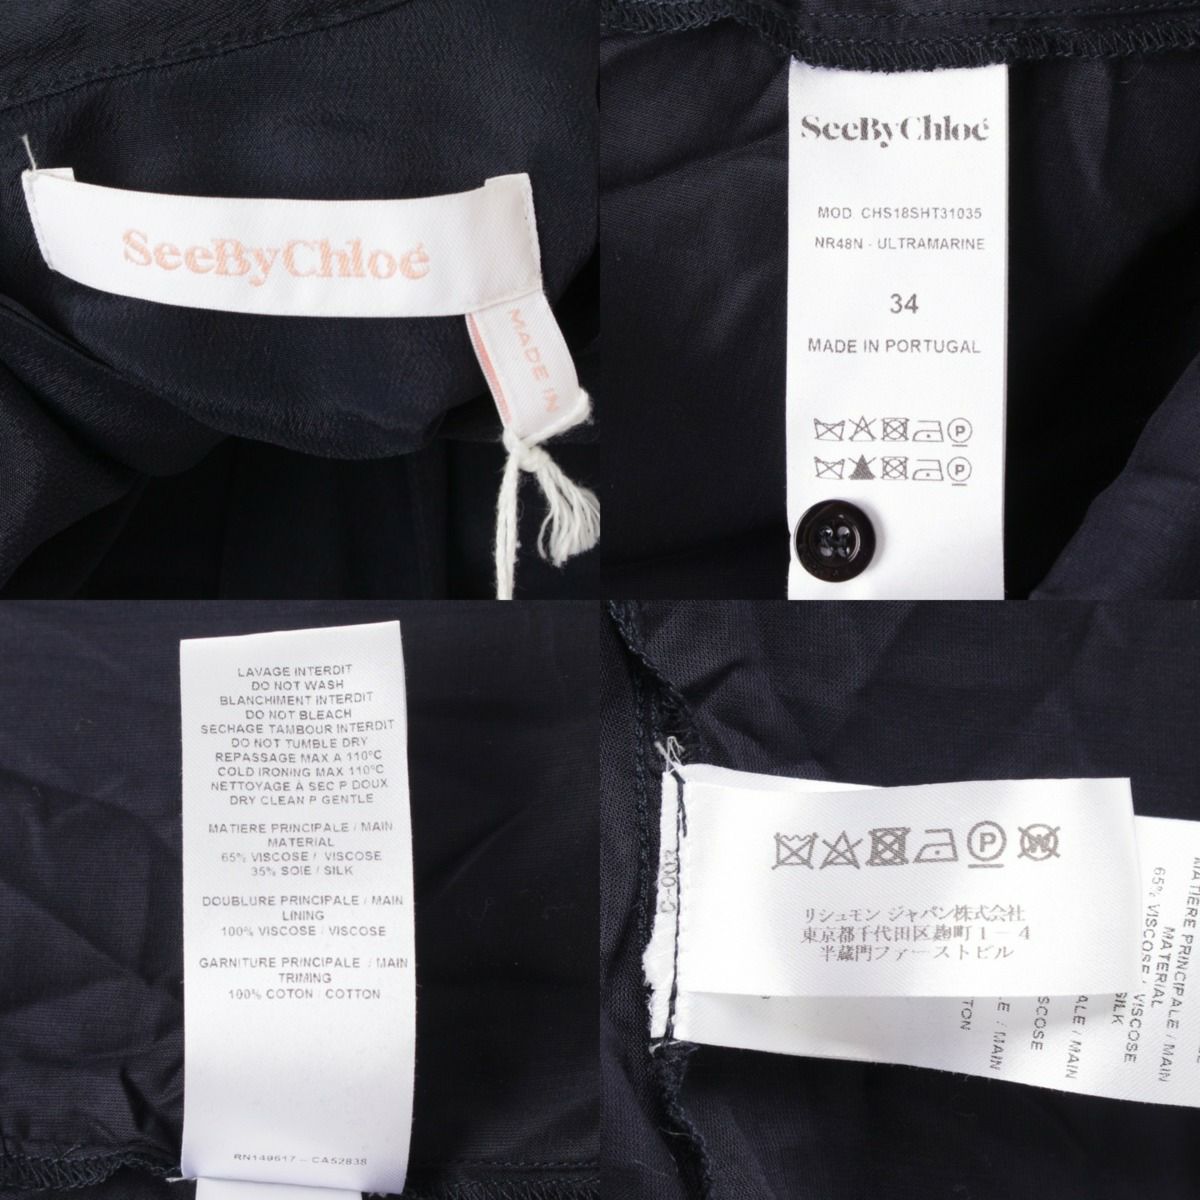 SeeByChloé
MADE IN
SeeByChloé
MOD CHS18SHT31035
NR48N - ULTRAMARINE
34
MADE IN PORTUGAL
LAVAGE INTERDIT
DO NOT WASH
BLANCHIMENT INTERDIT
DO NOT BLEACH
SECHAGE TAMBOUR INTERDIT
DO NOT TUMBLE DRY
REPASSAGE MAX A 110°C
COLD IRONING MAX 110°C
NETTOYAGE A SEC P DOUX
DRY CLEAN P GENTLE
MATIERE PRINCIPALE / MAIN
MATERIAL
65% VISCOSE / VISCOSE
35% SOIE / SILK
DOUBLURE PRINCIPALE / MAIN
LINING
100% VISCOSE / VISCOSE
GARNITURE PRINCIPALE / MAIN
TRIMING
100% COTON / COTTON
RN149617 - CA52838
リシュモン ジャパン株式会社
東京都千代田区麹町1-4
半蔵門ファーストビル
MATIERE PRINCIPALE / MAIN
MATERIAL
65% VISCOSE / VISCOSE
SILK
/ MAIN
SCOSE
E / MAIN
TON